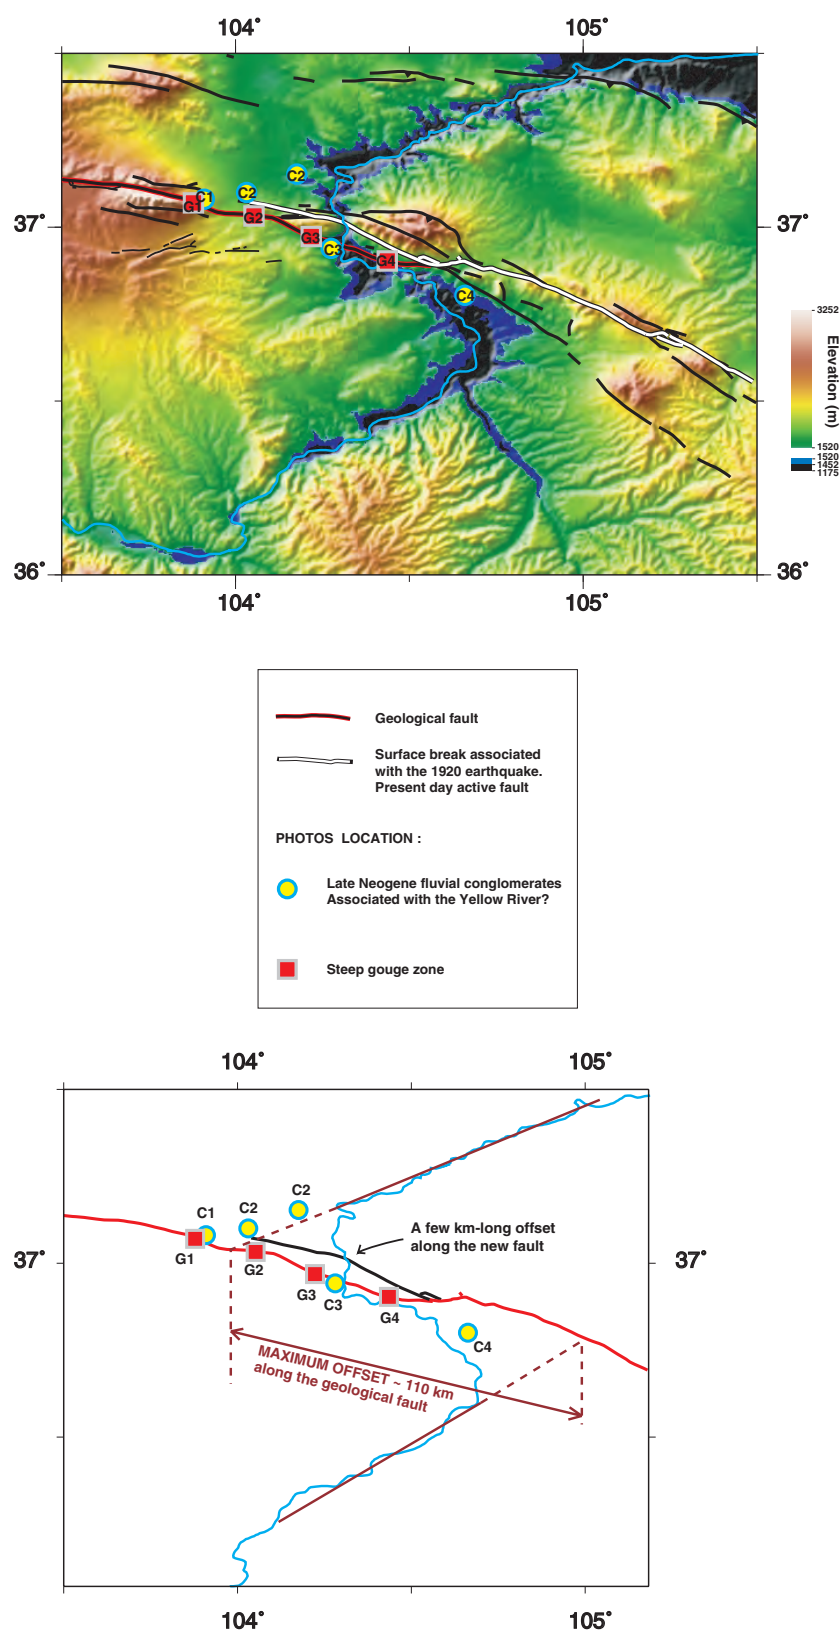 104°
105°
C1
C2
C2
G1
G2
37°
37°
G3
C3
G4
C4
3252
Elevation (m)
1520
1520
1452
1175
36°
36°
104°
105°
Geological fault
Surface break associated
with the 1920 earthquake.
Present day active fault
PHOTOS LOCATION :
Late Neogene fluvial conglomerates
Associated with the Yellow River?
Steep gouge zone
104°
105°
C2
C1
C2
A few km-long offset
along the new fault
G1
G2
37°
37°
G3
C3
G4
C4
MAXIMUM OFFSET ~ 110 km
along the geological fault
104°
105°